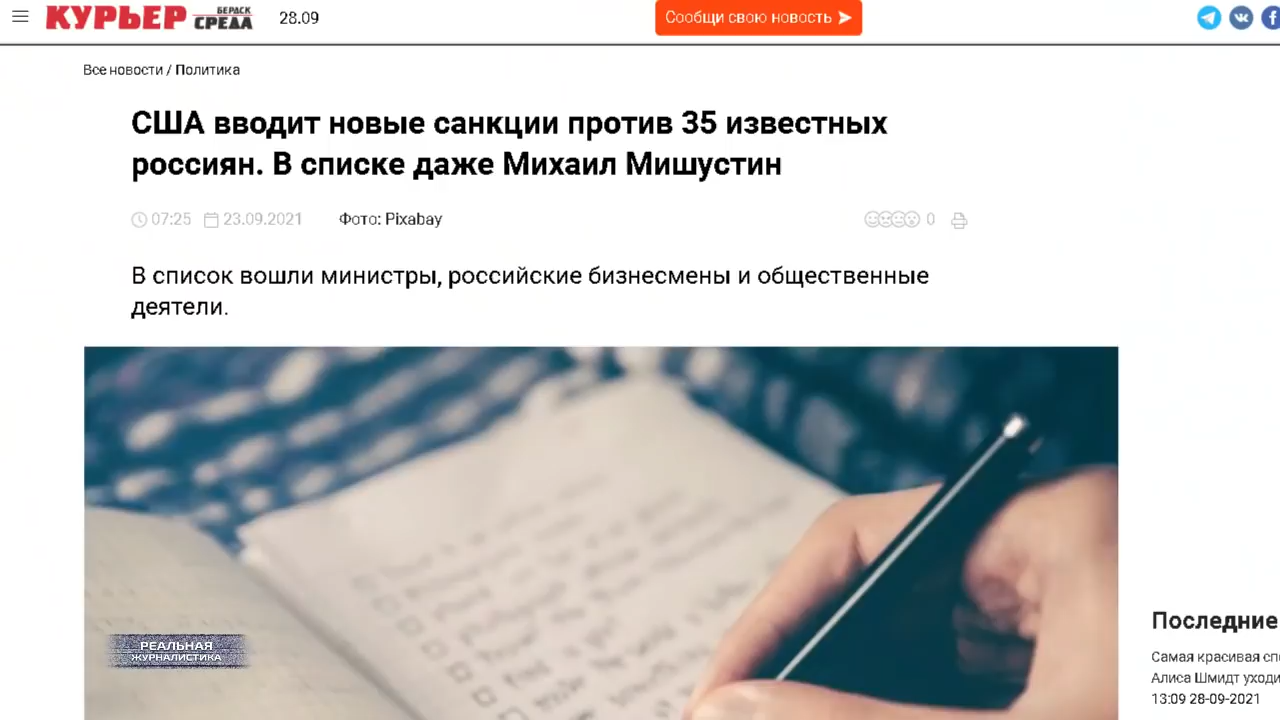 КУРЬЕР БЕРДСК СРЕДА 28.09 Сообщи свою новость
Все новости / Политика
США вводит новые санкции против 35 известных
россиян. В списке даже Михаил Мишустин
07:25 23.09.2021 Фото: Pixabay 0
В список вошли министры, российские бизнесмены и общественные
деятели.
РЕАЛЬНАЯ
ЖУРНАЛИСТИКА
Последние
Самая красивая сп
Алиса Шмидт уходи
13:09 28-09-2021